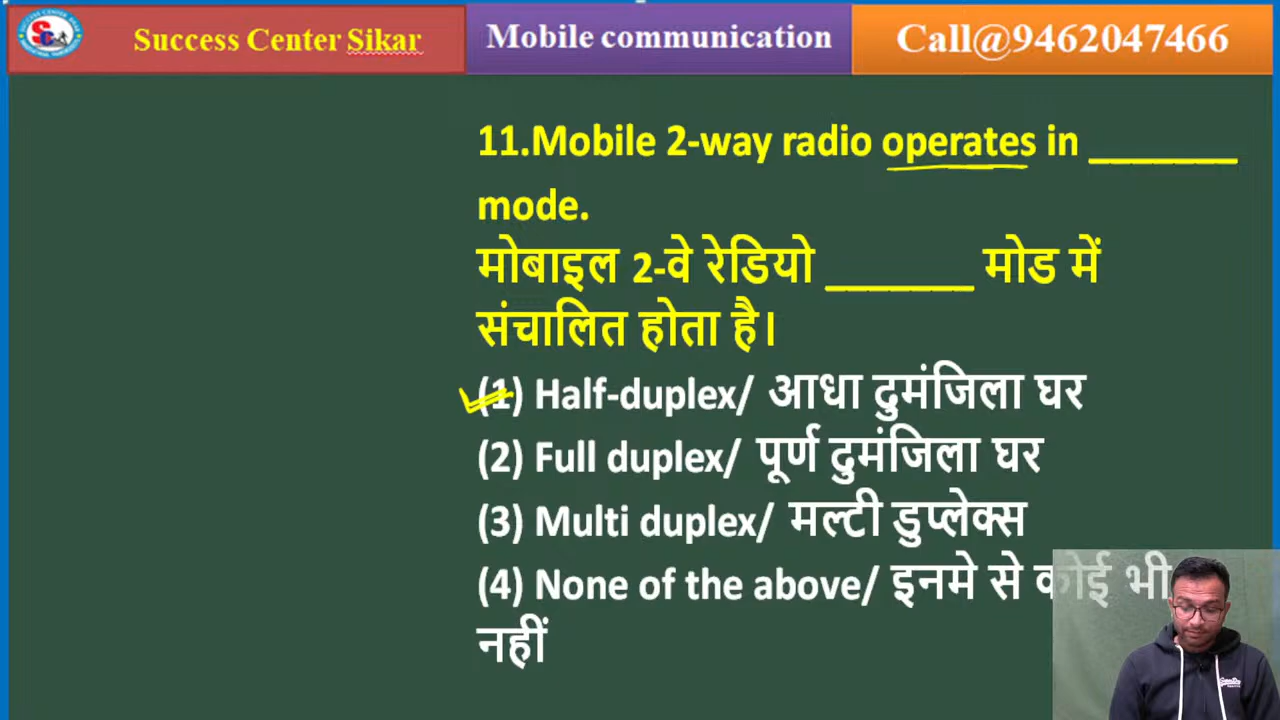 Success Center Sikar
Mobile communication
Call@9462047466
11.Mobile 2-way radio operates in _______
mode.
मोबाइल 2-वे रेडियो _______ मोड में
संचालित होता है।
(1) Half-duplex/ आधा दुमंजिला घर
(2) Full duplex/ पूर्ण दुमंजिला घर
(3) Multi duplex/ मल्टी डुप्लेक्स
(4) None of the above/ इनमे से कोई भी
नहीं